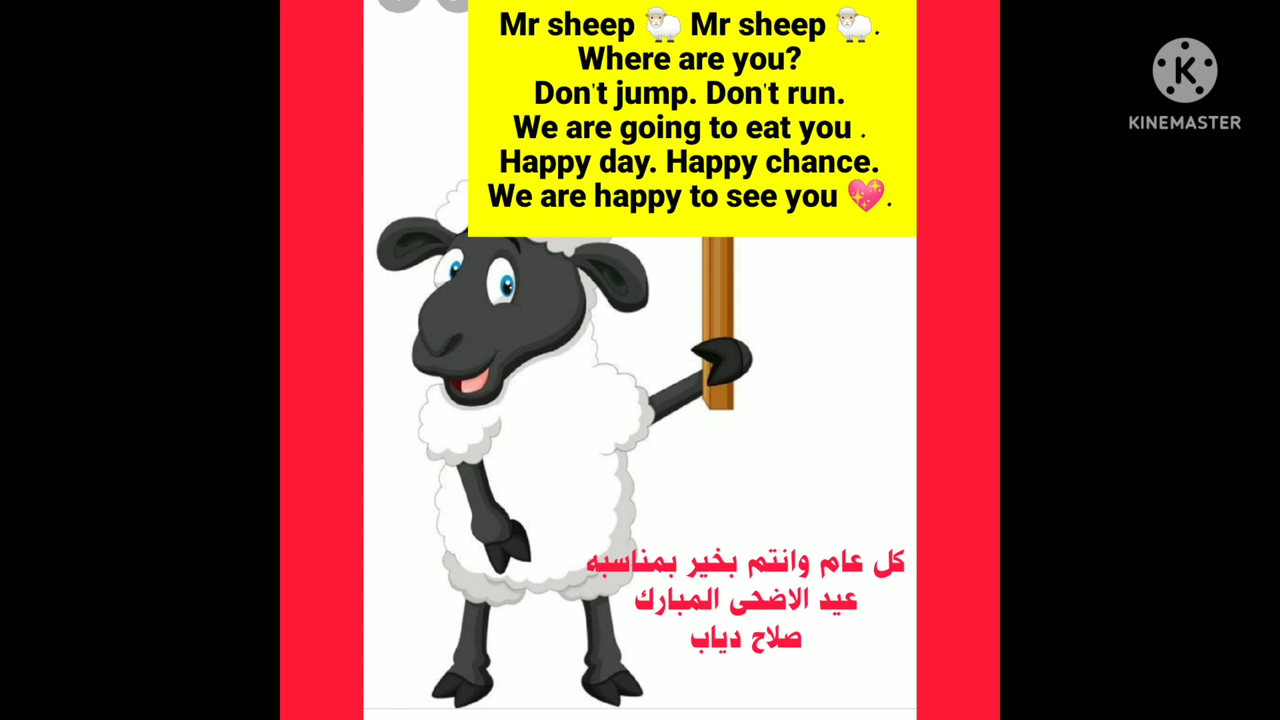 Mr sheep 🐑 Mr sheep 🐑.
Where are you?
Don't jump. Don't run.
We are going to eat you .
Happy day. Happy chance.
We are happy to see you 💖.
KINEMASTER
كل عام وانتم بخير بمناسبه
عيد الاضحى المبارك
صلاح دياب